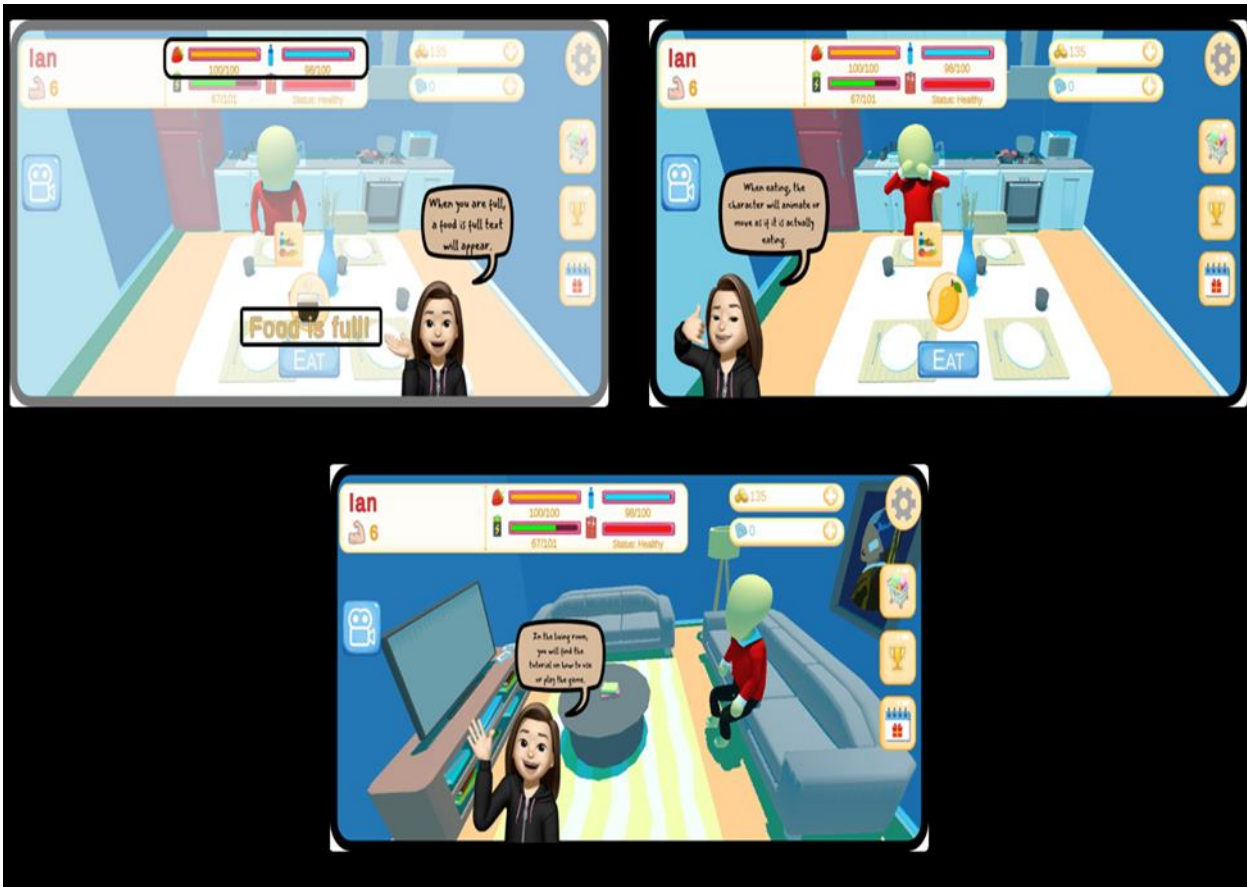 Ian
6
100/100
98/100
67/101
Status: Healthy
135
0
When you are full,
a food is full text
will appear.
Food is full!
EAT
Ian
6
100/100
98/100
67/101
Status: Healthy
135
0
When eating, the
character will animate or
move as if it is actually
eating.
EAT
Ian
6
100/100
98/100
67/101
Status: Healthy
135
0
In the living room,
you will find the
tutorial on how to use
or play the game.